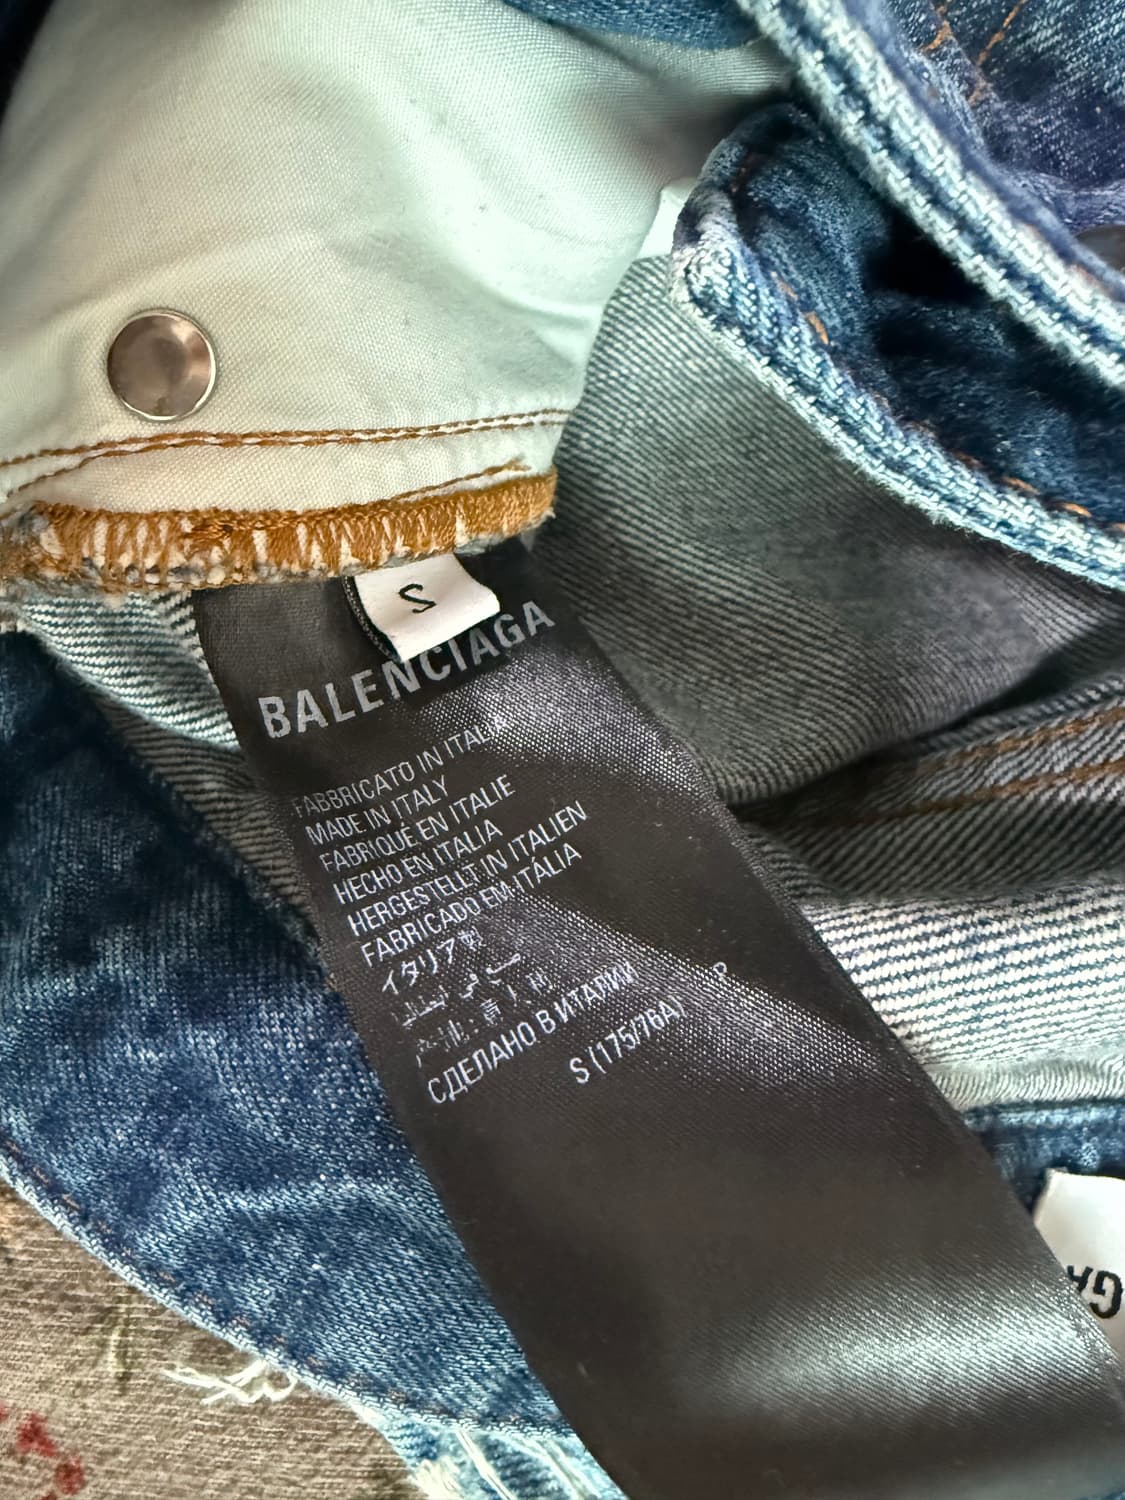 S
BALENCIAGA
FABBRICATO IN ITALIA
MADE IN ITALY
FABRIQUÉ EN ITALIE
HECHO EN ITALIA
HERGESTELLT IN ITALIEN
FABRICADO EM ITÁLIA
イタリア製
СДЕЛАНО В ИТАЛИИ
S (175/76A)
GA